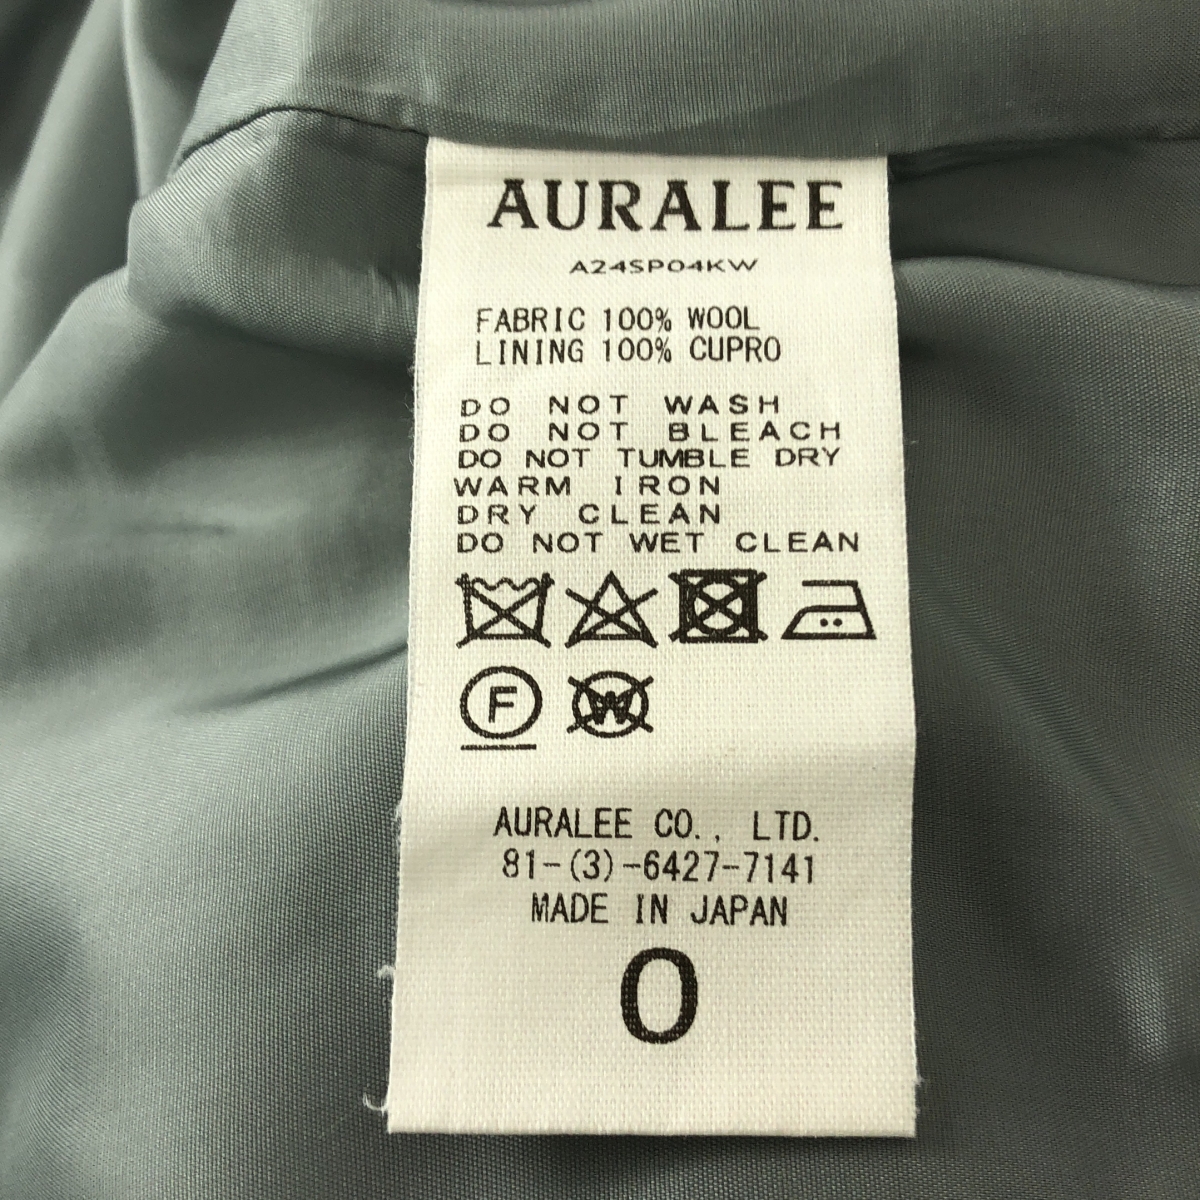 AURALEE
A24SP04KW
FABRIC 100% WOOL
LINING 100% CUPRO
DO NOT WASH
DO NOT BLEACH
DO NOT TUMBLE DRY
WARM IRON
DRY CLEAN
DO NOT WET CLEAN
F W
AURALEE CO., LTD.
81-(3)-6427-7141
MADE IN JAPAN
0